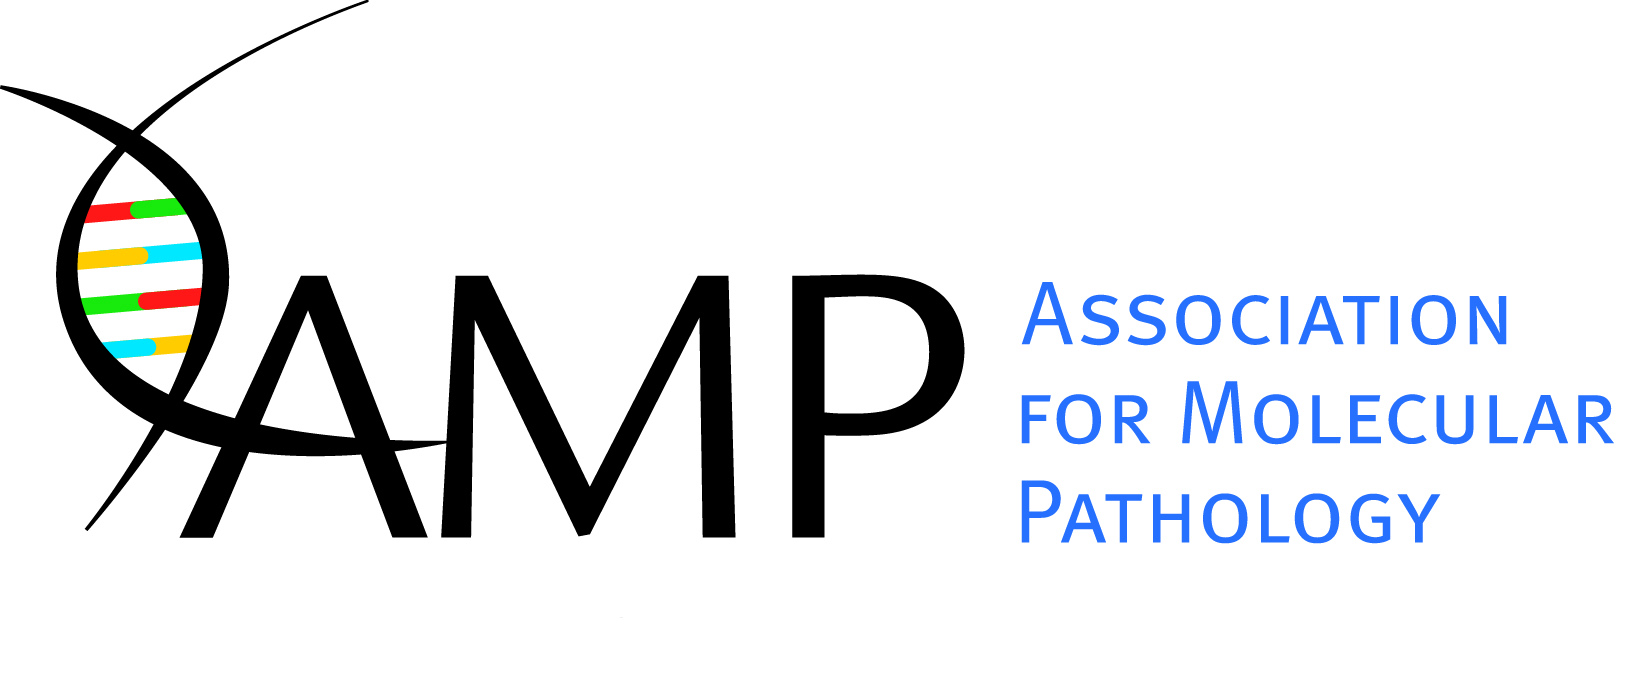 AMP
Association
for Molecular
Pathology